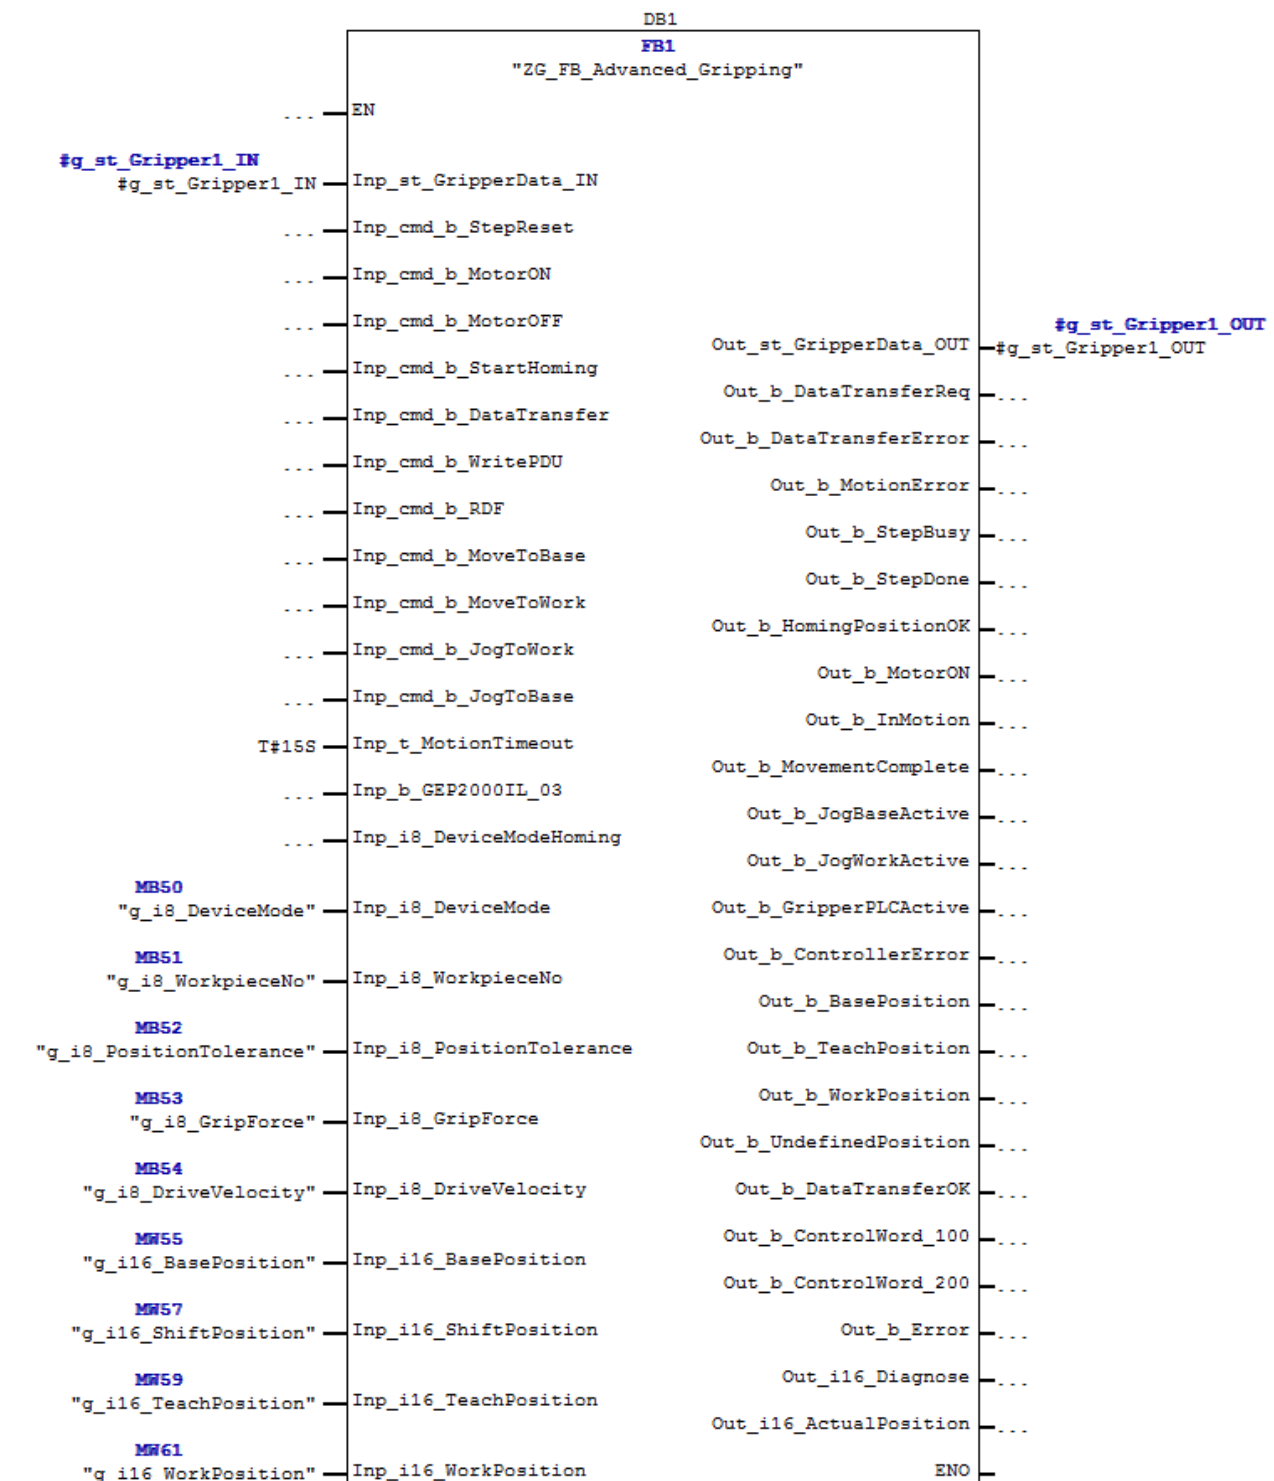 DB1
FB1
"ZG_FB_Advanced_Gripping"
... EN
#g_st_Gripper1_IN
#g_st_Gripper1_IN Inp_st_GripperData_IN
... Inp_cmd_b_StepReset
... Inp_cmd_b_MotorON
... Inp_cmd_b_MotorOFF
#g_st_Gripper1_OUT
Out_st_GripperData_OUT #g_st_Gripper1_OUT
... Inp_cmd_b_StartHoming
Out_b_DataTransferReq ...
... Inp_cmd_b_DataTransfer
Out_b_DataTransferError ...
... Inp_cmd_b_WritePDU
Out_b_MotionError ...
... Inp_cmd_b_RDF
Out_b_StepBusy ...
... Inp_cmd_b_MoveToBase
Out_b_StepDone ...
... Inp_cmd_b_MoveToWork
Out_b_HomingPositionOK ...
... Inp_cmd_b_JogToWork
Out_b_MotorON ...
... Inp_cmd_b_JogToBase
Out_b_InMotion ...
T#15S Inp_t_MotionTimeout
Out_b_MovementComplete ...
... Inp_b_GEP2000IL_03
Out_b_JogBaseActive ...
... Inp_i8_DeviceModeHoming
Out_b_JogWorkActive ...
MB50
"g_i8_DeviceMode" Inp_i8_DeviceMode
Out_b_GripperPLCActive ...
MB51
Out_b_ControllerError ...
"g_i8_WorkpieceNo" Inp_i8_WorkpieceNo
Out_b_BasePosition ...
MB52
"g_i8_PositionTolerance" Inp_i8_PositionTolerance
Out_b_TeachPosition ...
MB53
Out_b_WorkPosition ...
"g_i8_GripForce" Inp_i8_GripForce
Out_b_UndefinedPosition ...
MB54
"g_i8_DriveVelocity" Inp_i8_DriveVelocity
Out_b_DataTransferOK ...
MW55
Out_b_ControlWord_100 ...
"g_i16_BasePosition" Inp_i16_BasePosition
Out_b_ControlWord_200 ...
MW57
"g_i16_ShiftPosition" Inp_i16_ShiftPosition
Out_b_Error ...
MW59
Out_i16_Diagnose ...
"g_i16_TeachPosition" Inp_i16_TeachPosition
Out_i16_ActualPosition ...
MW61
"g_i16_WorkPosition" Inp_i16_WorkPosition
ENO